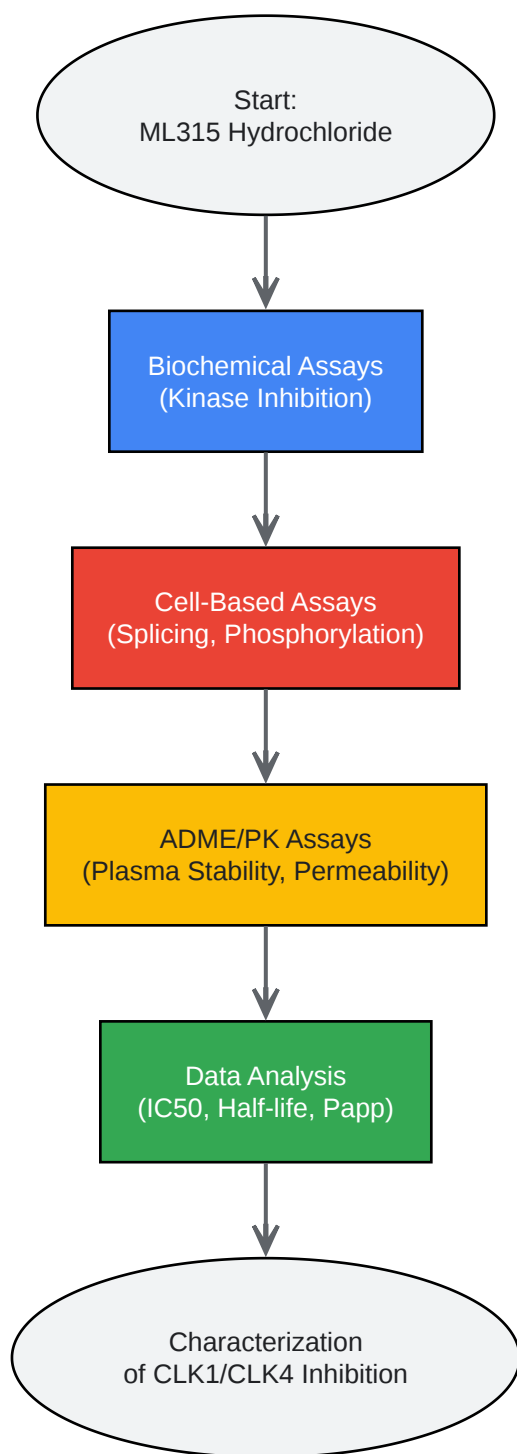 Start:
ML315 Hydrochloride
Biochemical Assays
(Kinase Inhibition)
Cell-Based Assays
(Splicing, Phosphorylation)
ADME/PK Assays
(Plasma Stability, Permeability)
Data Analysis
(IC50, Half-life, Papp)
Characterization
of CLK1/CLK4 Inhibition